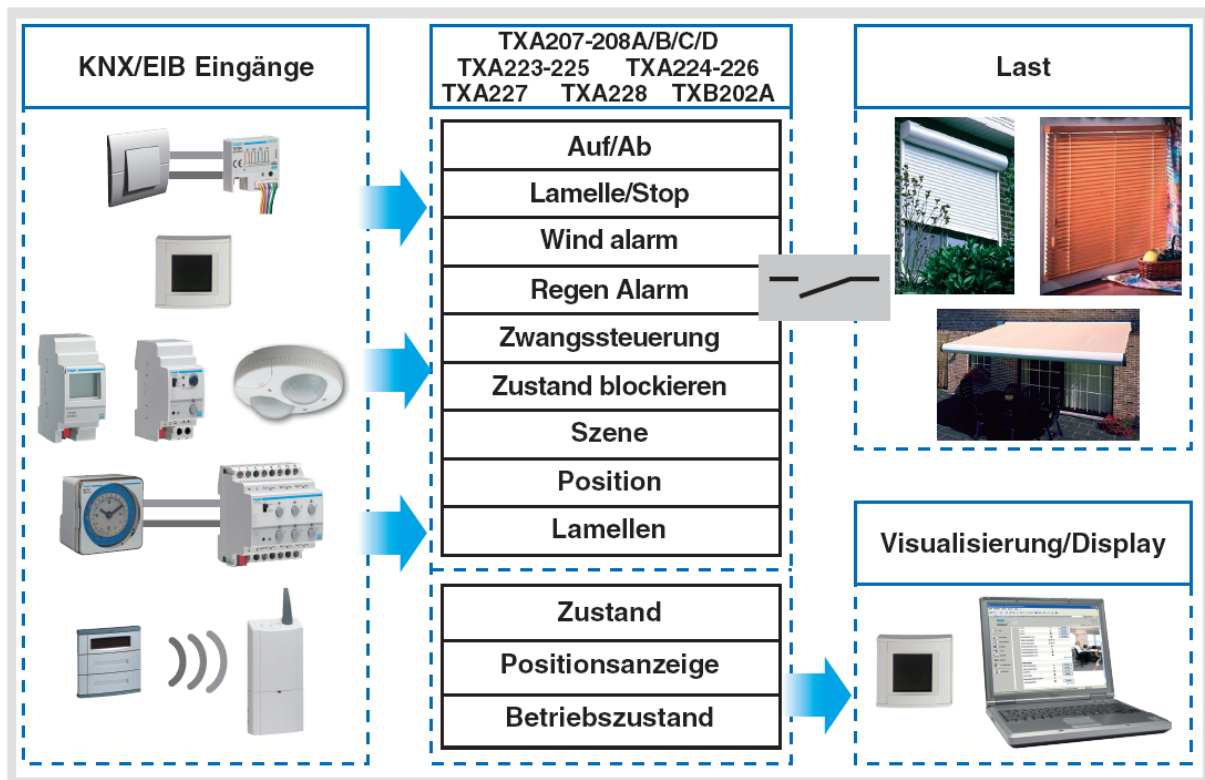 KNX/EIB Eingänge
TXA207-208A/B/C/D
TXA223-225 TXA224-226
TXA227 TXA228 TXB202A
Auf/Ab
Lamelle/Stop
Wind alarm
Regen Alarm
Zwangssteuerung
Zustand blockieren
Szene
Position
Lamellen
Zustand
Positionsanzeige
Betriebszustand
Last
Visualisierung/Display